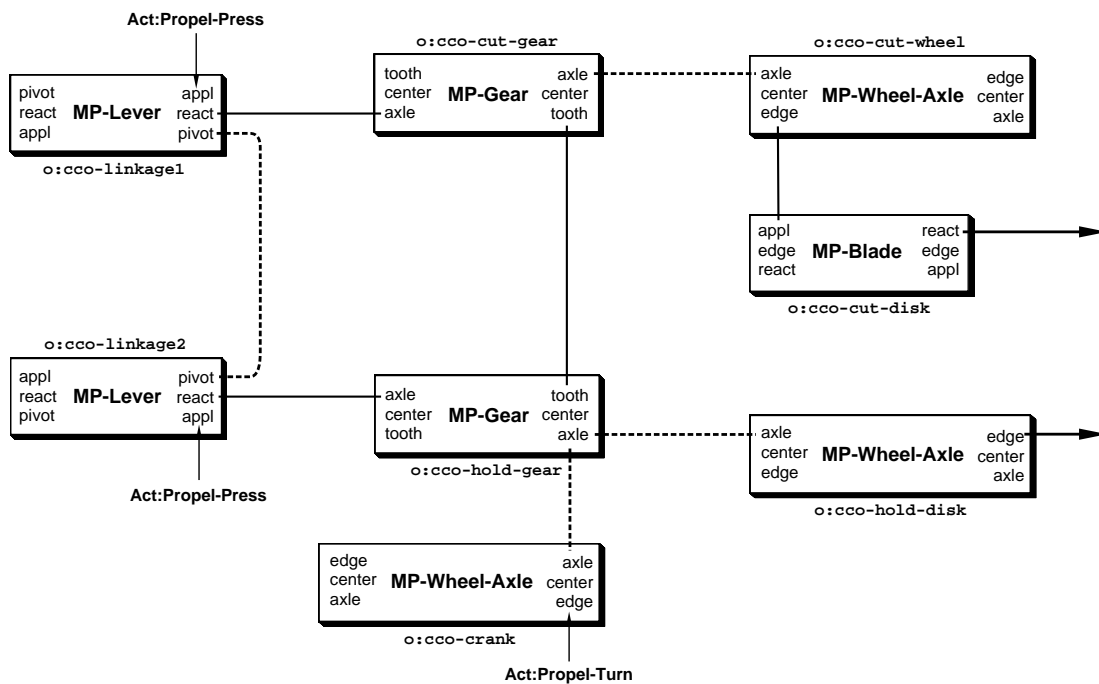 Act:Propel-Press
o:cco-cut-gear
o:cco-cut-wheel
pivot
react
appl
MP-Lever
appl
react
pivot
o:cco-linkage1
tooth
center
axle
MP-Gear
axle
center
tooth
axle
center
edge
MP-Wheel-Axle
edge
center
axle
appl
edge
react
MP-Blade
react
edge
appl
o:cco-cut-disk
o:cco-linkage2
appl
react
pivot
MP-Lever
pivot
react
appl
Act:Propel-Press
axle
center
tooth
MP-Gear
tooth
center
axle
o:cco-hold-gear
axle
center
edge
MP-Wheel-Axle
edge
center
axle
o:cco-hold-disk
edge
center
axle
MP-Wheel-Axle
axle
center
edge
o:cco-crank
Act:Propel-Turn